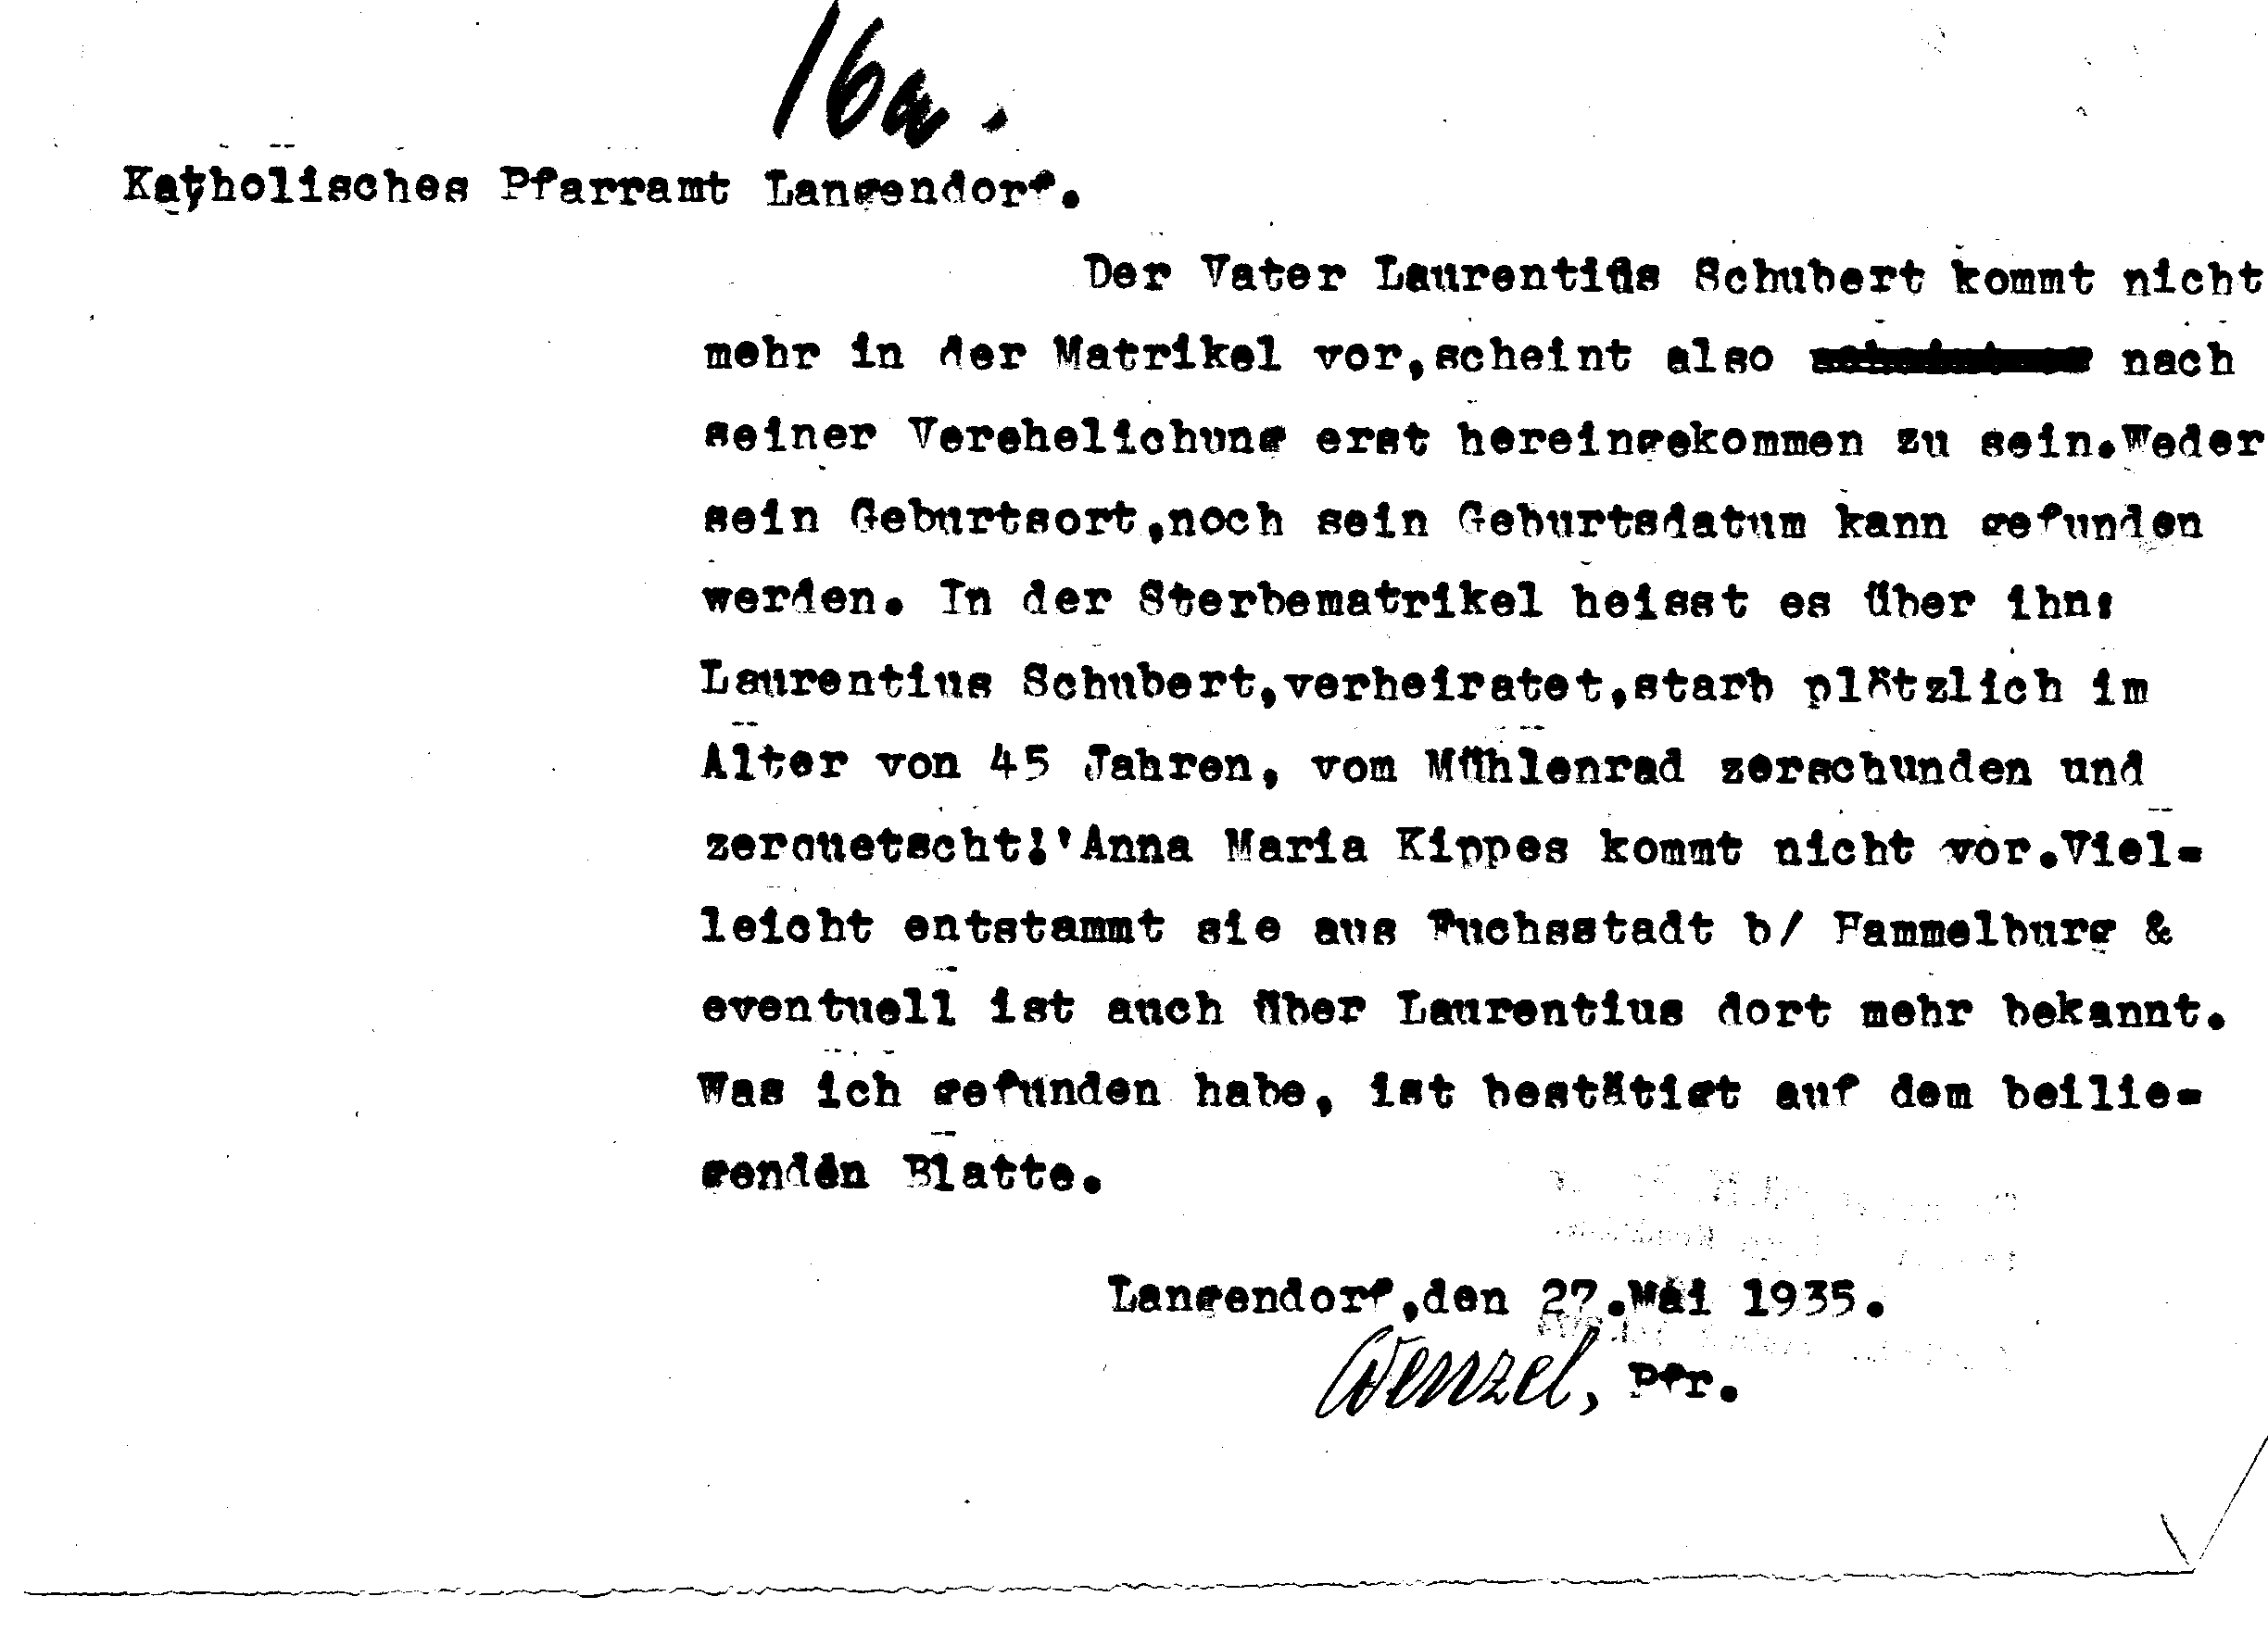 16a.
Katholisches Pfarramt Langendorf.
Der Vater Laurentius Schubert kommt nicht
mehr in der Matrikel vor,scheint also nach
seiner Verehelichung erst hereingekommen zu sein.Weder
sein Geburtsort,noch sein Geburtsdatum kann gefunden
werden. In der Sterbematrikel heisst es über ihn:
Laurentius Schubert,verheiratet,starb plötzlich im
Alter von 45 Jahren, vom Mühlenrad zerschunden und
zerquetscht!'Anna Maria Kippes kommt nicht vor.Viel=
leicht entstammt sie aus Fuchsstadt b/ Hammelburg &
eventuell ist auch über Laurentius dort mehr bekannt.
Was ich gefunden habe, ist bestätigt auf dem beilie=
genden Blatte.
Langendorf,den 27.Mai 1935.
Wenzel, Pfr.